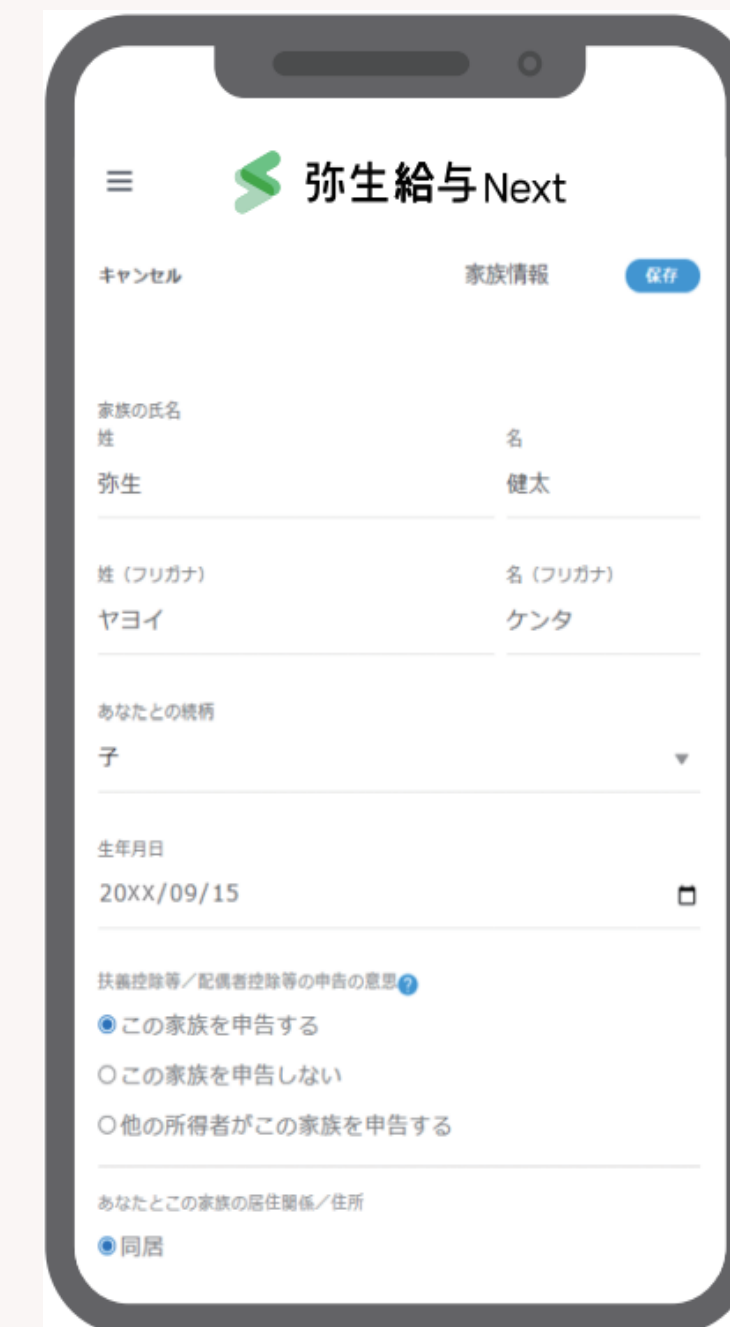 弥生給与 Next
キャンセル 家族情報 保存
家族の氏名
姓 名
弥生 健太
姓（フリガナ） 名（フリガナ）
ヤヨイ ケンタ
あなたとの続柄
子
生年月日
20XX/09/15
扶養控除等／配偶者控除等の申告の意思?
この家族を申告する
この家族を申告しない
他の所得者がこの家族を申告する
あなたとこの家族の居住関係／住所
同居